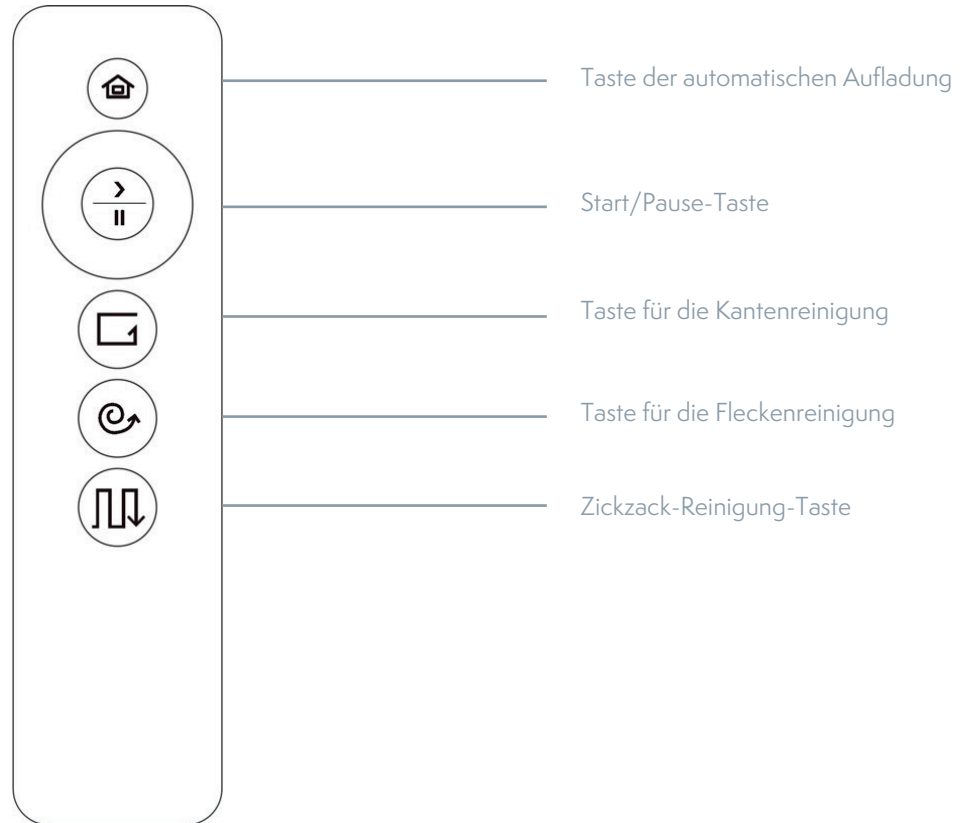 Taste der automatischen Aufladung
Start/Pause-Taste
Taste für die Kantenreinigung
Taste für die Fleckenreinigung
Zickzack-Reinigung-Taste